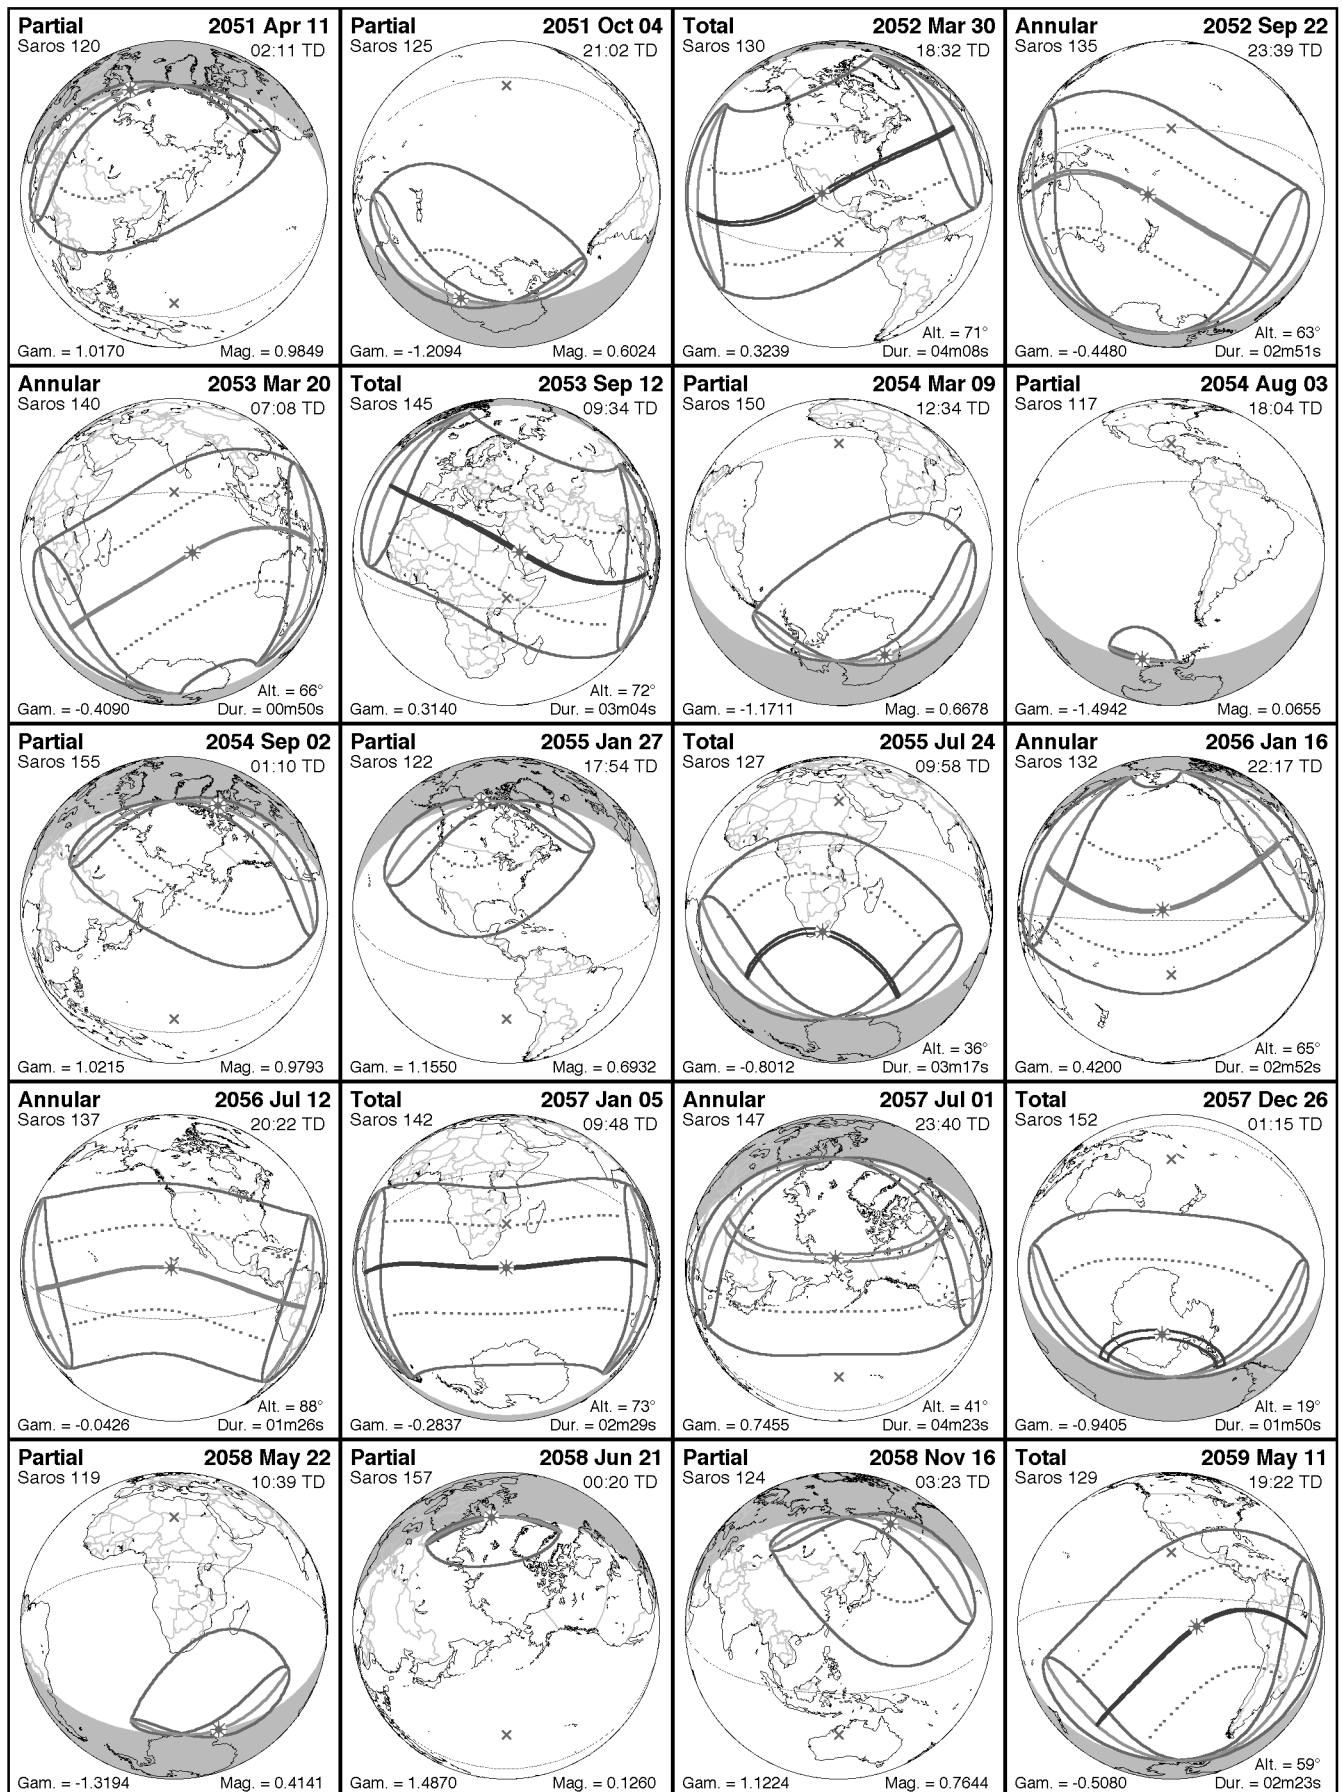 Partial 2051 Apr 11
Saros 120 02:11 TD
Gam. = 1.0170 Mag. = 0.9849
Partial 2051 Oct 04
Saros 125 21:02 TD
Gam. = -1.2094 Mag. = 0.6024
Total 2052 Mar 30
Saros 130 18:32 TD
Alt. = 71°
Gam. = 0.3239 Dur. = 04m08s
Annular 2052 Sep 22
Saros 135 23:39 TD
Alt. = 63°
Gam. = -0.4480 Dur. = 02m51s
Annular 2053 Mar 20
Saros 140 07:08 TD
Alt. = 66°
Gam. = -0.4090 Dur. = 00m50s
Total 2053 Sep 12
Saros 145 09:34 TD
Alt. = 72°
Gam. = 0.3140 Dur. = 03m04s
Partial 2054 Mar 09
Saros 150 12:34 TD
Gam. = -1.1711 Mag. = 0.6678
Partial 2054 Aug 03
Saros 117 18:04 TD
Gam. = -1.4942 Mag. = 0.0655
Partial 2054 Sep 02
Saros 155 01:10 TD
Gam. = 1.0215 Mag. = 0.9793
Partial 2055 Jan 27
Saros 122 17:54 TD
Gam. = 1.1550 Mag. = 0.6932
Total 2055 Jul 24
Saros 127 09:58 TD
Alt. = 36°
Gam. = -0.8012 Dur. = 03m17s
Annular 2056 Jan 16
Saros 132 22:17 TD
Alt. = 65°
Gam. = 0.4200 Dur. = 02m52s
Annular 2056 Jul 12
Saros 137 20:22 TD
Alt. = 88°
Gam. = -0.0426 Dur. = 01m26s
Total 2057 Jan 05
Saros 142 09:48 TD
Alt. = 73°
Gam. = -0.2837 Dur. = 02m29s
Annular 2057 Jul 01
Saros 147 23:40 TD
Alt. = 41°
Gam. = 0.7455 Dur. = 04m23s
Total 2057 Dec 26
Saros 152 01:15 TD
Alt. = 19°
Gam. = -0.9405 Dur. = 01m50s
Partial 2058 May 22
Saros 119 10:39 TD
Gam. = -1.3194 Mag. = 0.4141
Partial 2058 Jun 21
Saros 157 00:20 TD
Gam. = 1.4870 Mag. = 0.1260
Partial 2058 Nov 16
Saros 124 03:23 TD
Gam. = 1.1224 Mag. = 0.7644
Total 2059 May 11
Saros 129 19:22 TD
Alt. = 59°
Gam. = -0.5080 Dur. = 02m23s